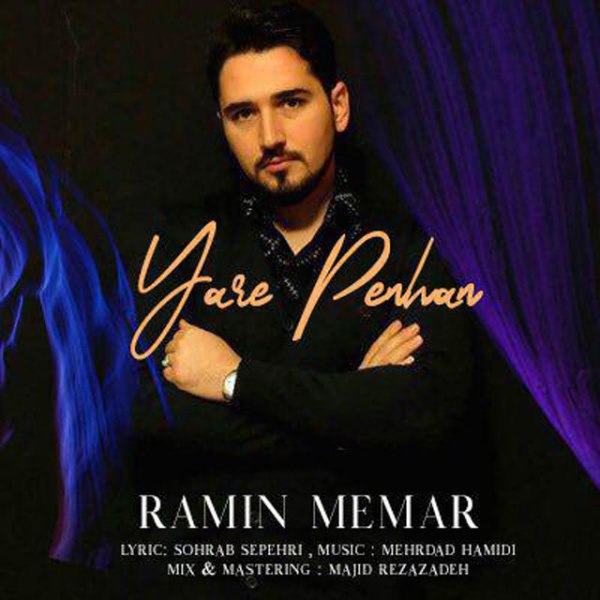 Yare Penhan
RAMIN MEMAR
LYRIC: SOHRAB SEPEHRI , MUSIC : MEHRDAD HAMIDI
MIX & MASTERING : MAJID REZAZADEH